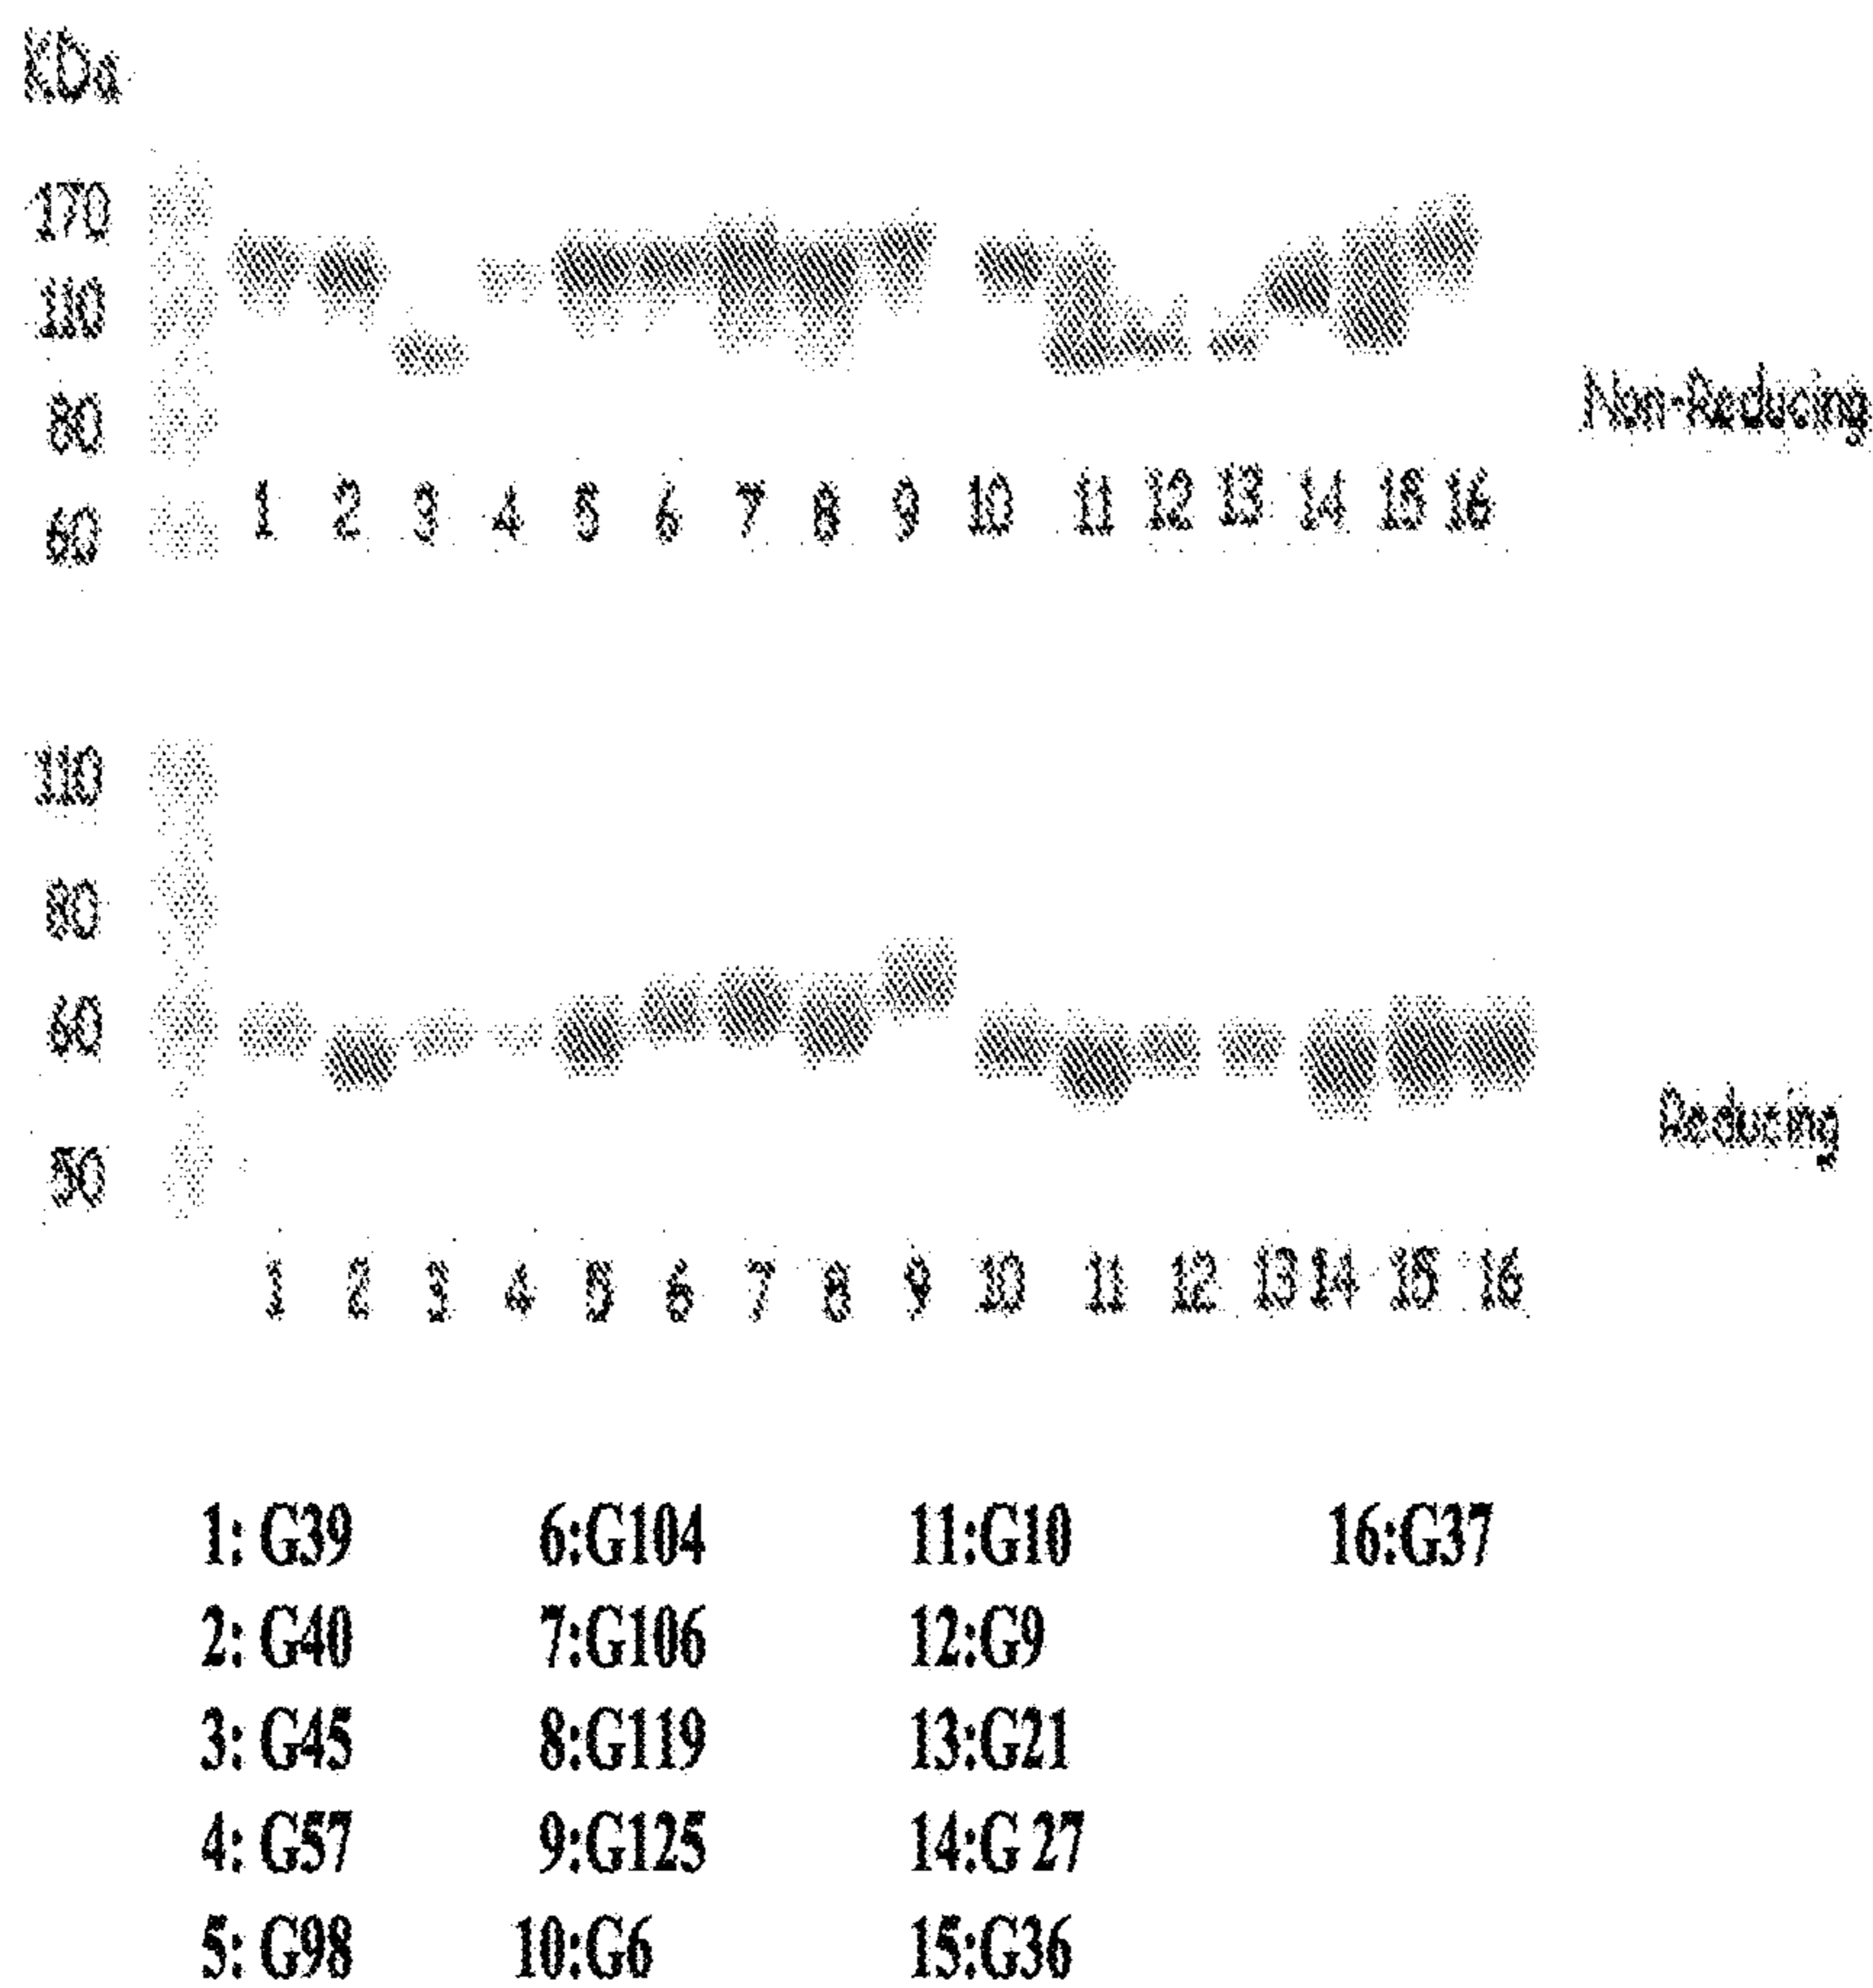 KDa
170
110
80
60
1 2 3 4 5 6 7 8 9 10 11 12 13 14 15 16
Non-Reducing
110
80
60
50
Reducing
1 2 3 4 5 6 7 8 9 10 11 12 13 14 15 16
1: G39 6:G104 11:G10 16:G37
2: G40 7:G106 12:G9
3: G45 8:G119 13:G21
4: G57 9:G125 14:G 27
5: G98 10:G6 15:G36